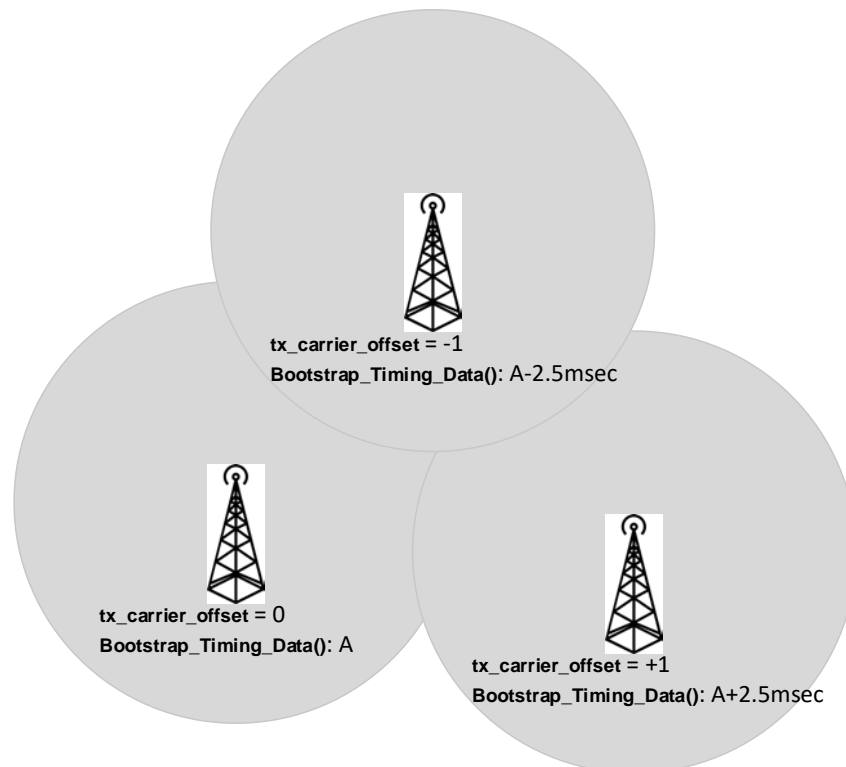 tx_carrier_offset = -1
Bootstrap_Timing_Data(): A-2.5msec
tx_carrier_offset = 0
Bootstrap_Timing_Data(): A
tx_carrier_offset = +1
Bootstrap_Timing_Data(): A+2.5msec